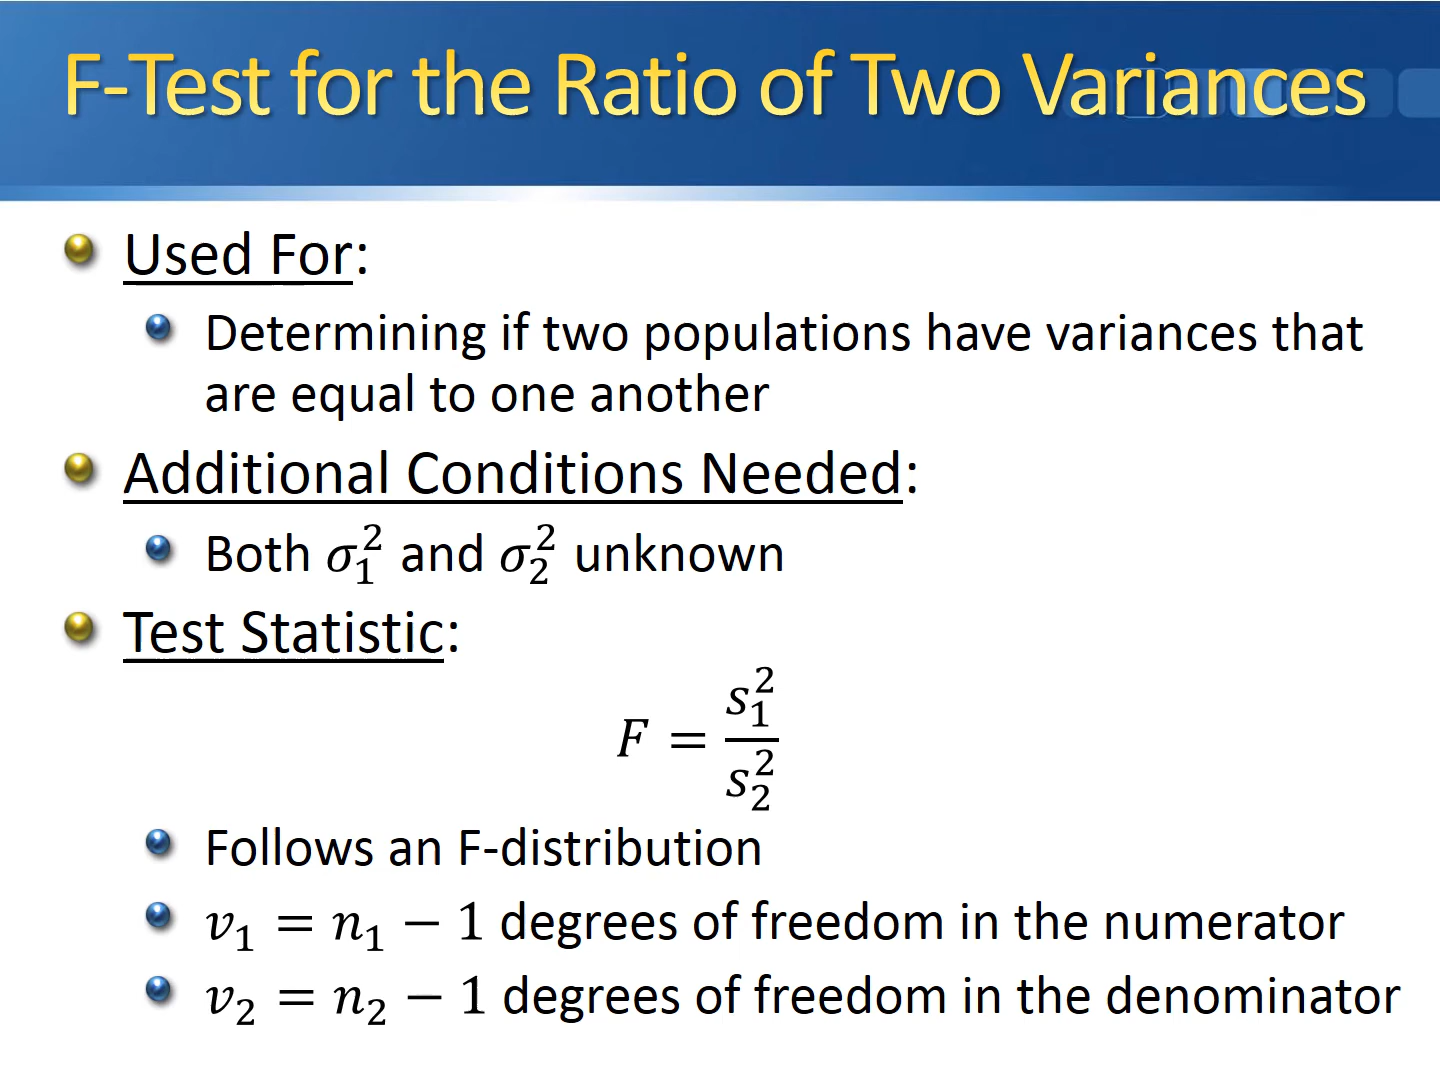 F-Test for the Ratio of Two Variances
Used For:
Determining if two populations have variances that
are equal to one another
Additional Conditions Needed:
Both σ₁² and σ₂² unknown
Test Statistic:
F = s₁² / s₂²
Follows an F-distribution
v₁ = n₁ − 1 degrees of freedom in the numerator
v₂ = n₂ − 1 degrees of freedom in the denominator